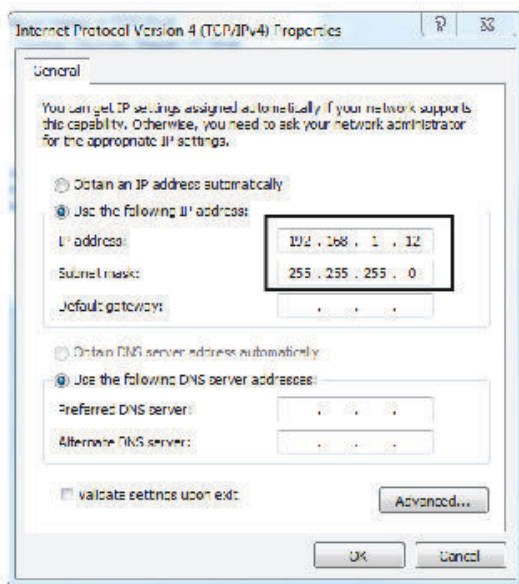 Internet Protocol Version 4 (TCP/IPv4) Properties
General
You can get IP settings assigned automatically if your network supports
this capability. Otherwise, you need to ask your network administrator
for the appropriate IP settings.
Obtain an IP address automatically
Use the following IP address:
IP address: 192 . 168 . 1 . 12
Subnet mask: 255 . 255 . 255 . 0
Default gateway: . . .
Obtain DNS server address automatically
Use the following DNS server addresses:
Preferred DNS server: . . .
Alternate DNS server: . . .
Validate settings upon exit
Advanced...
OK Cancel